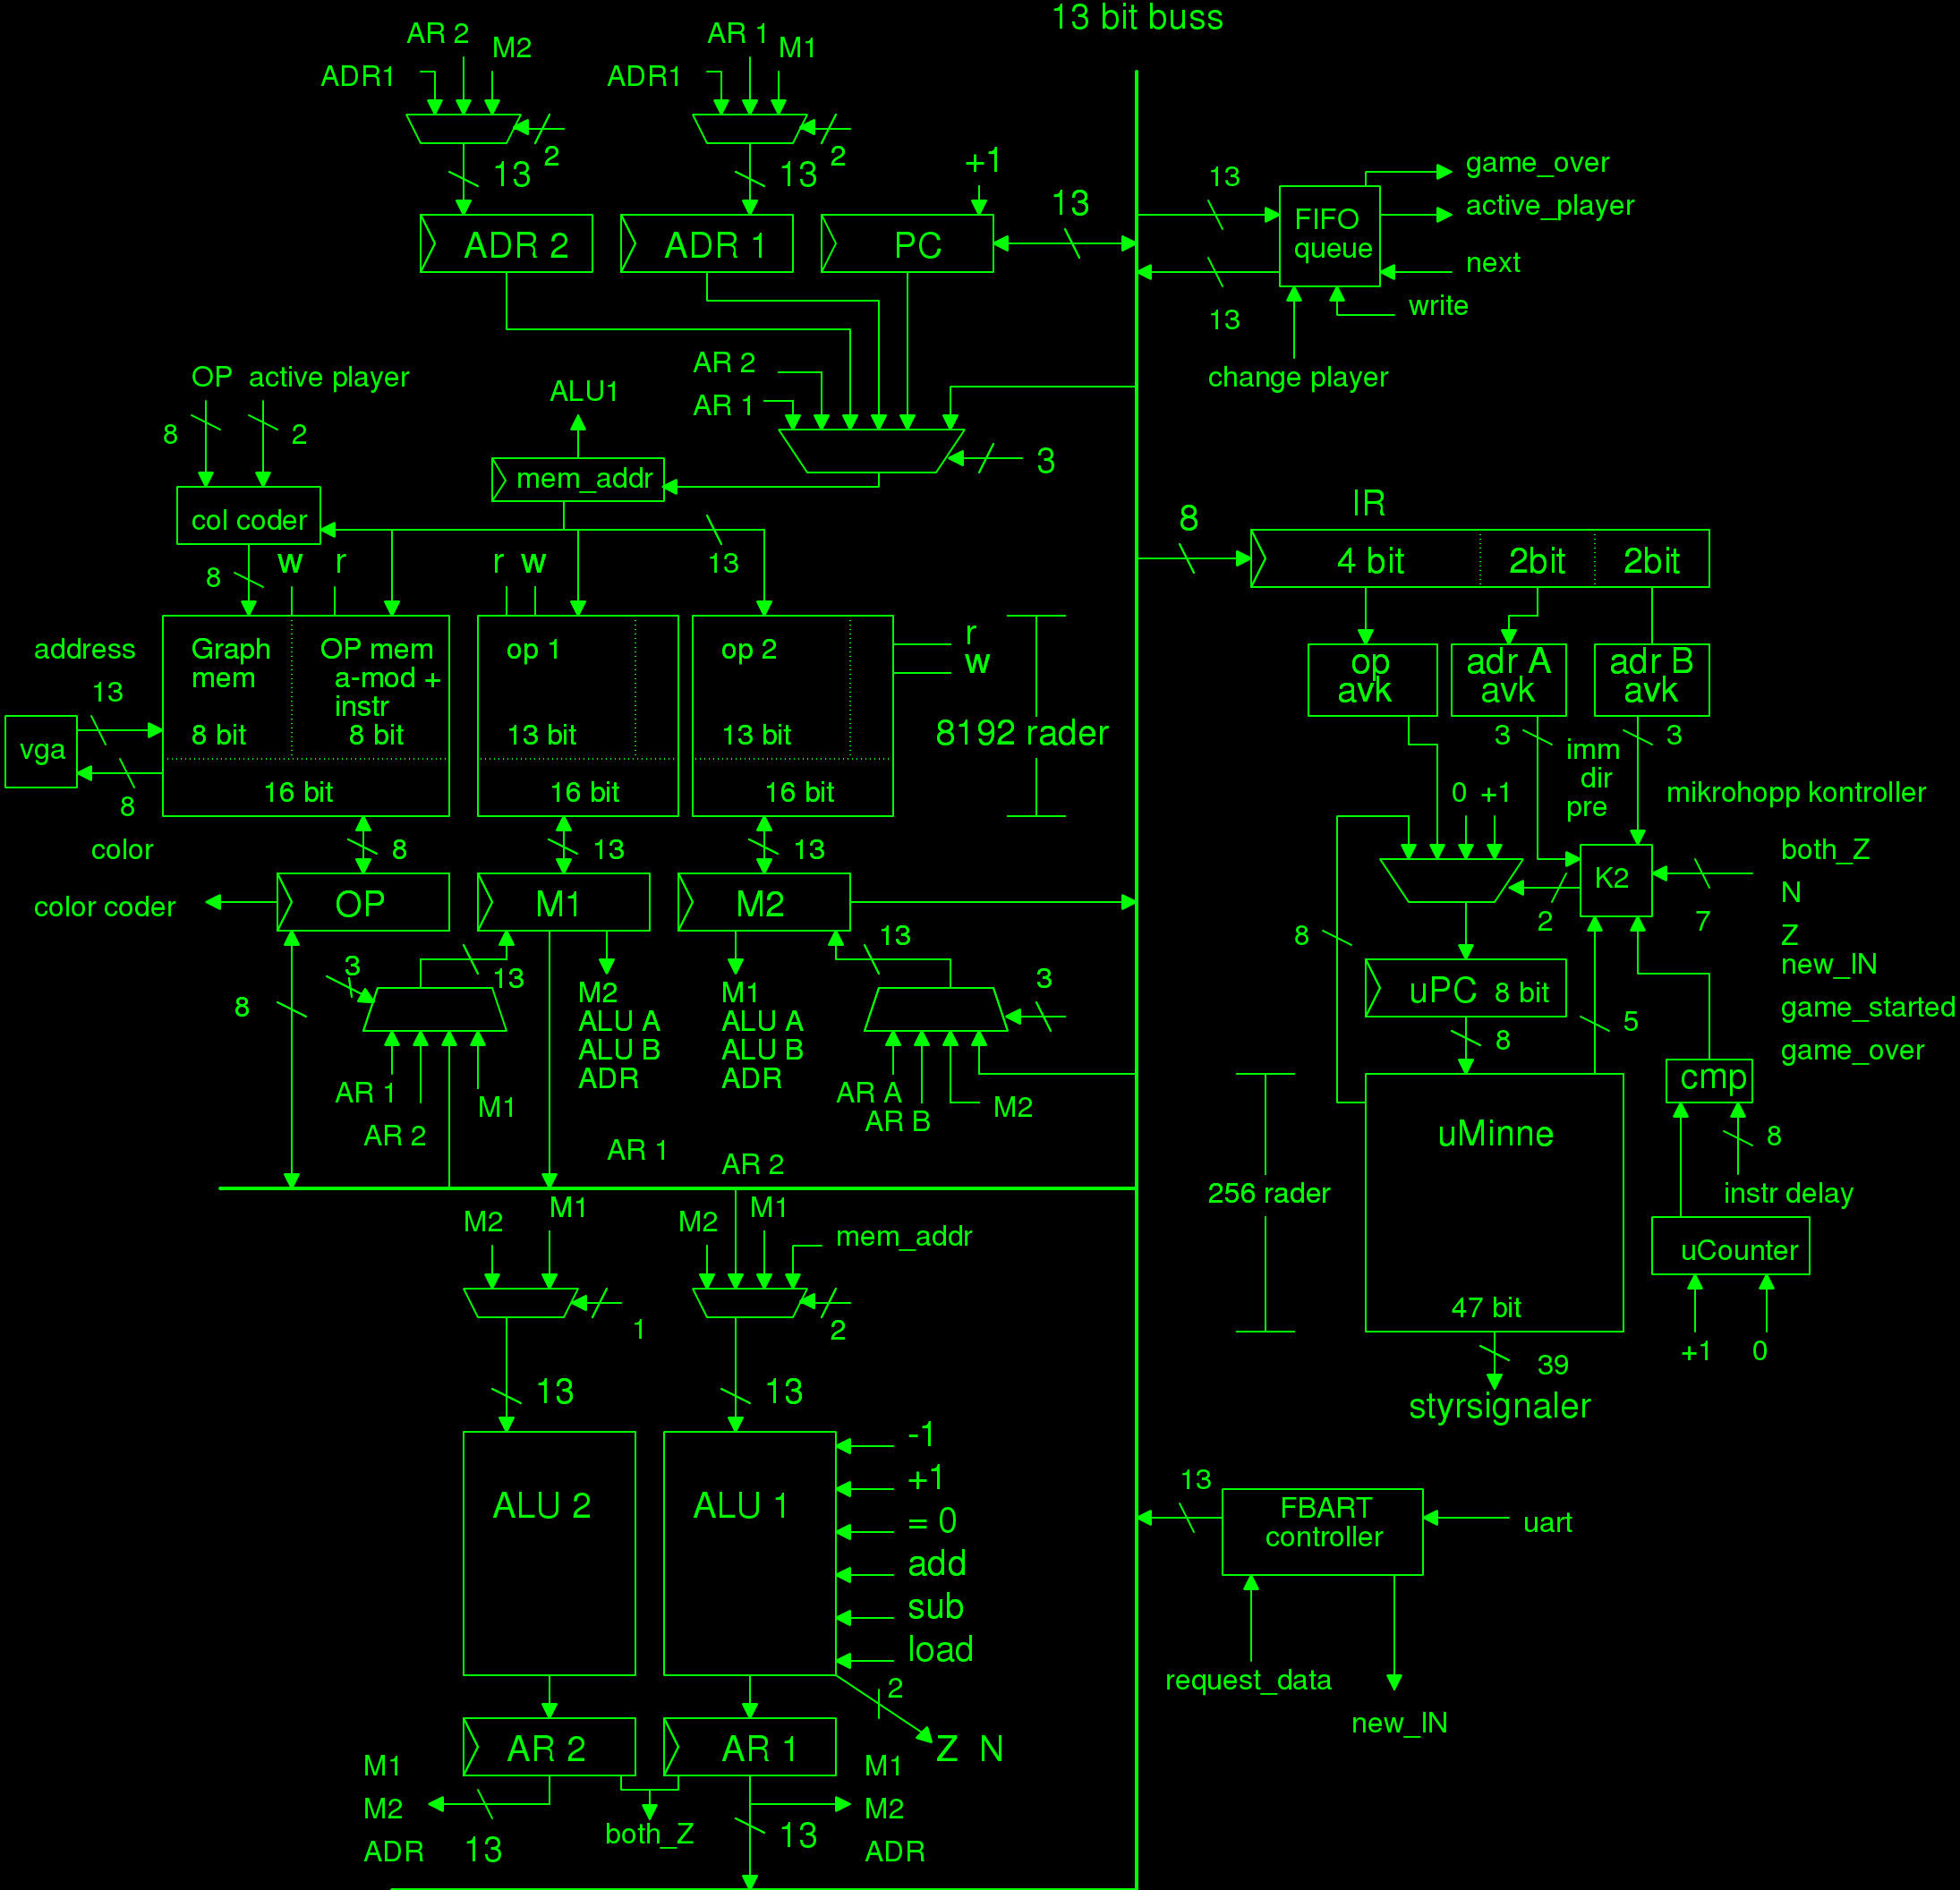 13 bit buss
AR 2
M2
ADR1
2
13
AR 1
M1
ADR1
2
13
+1
13
ADR 2
ADR 1
PC
13
FIFO
queue
13
game_over
active_player
next
write
change player
OP
active player
8
2
ALU1
AR 2
AR 1
3
mem_addr
col coder
8
w
r
r
w
13
8
IR
4 bit
2bit
2bit
address
13
vga
8
color
Graph
mem
8 bit
OP mem
a-mod +
instr
8 bit
16 bit
op 1
13 bit
16 bit
op 2
13 bit
16 bit
r
w
8192 rader
op
avk
adr A
avk
adr B
avk
3
imm
dir
pre
3
0
+1
mikrohopp kontroller
both_Z
N
Z
new_IN
game_started
game_over
K2
7
2
8
8
13
13
color coder
OP
M1
M2
8
3
13
13
3
M2
ALU A
ALU B
ADR
M1
ALU A
ALU B
ADR
AR 1
AR 2
M1
AR A
AR B
M2
uPC
8 bit
8
5
cmp
8
instr delay
uCounter
+1
0
uMinne
256 rader
47 bit
39
styrsignaler
AR 1
AR 2
M2
M1
M2
M1
mem_addr
1
2
13
13
ALU 2
ALU 1
-1
+1
= 0
add
sub
load
2
Z N
13
FBART
controller
uart
request_data
new_IN
AR 2
AR 1
M1
M2
ADR
13
both_Z
13
M1
M2
ADR